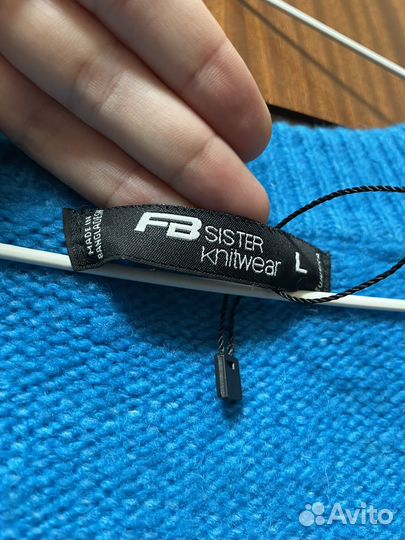 MADE IN
BANGLADESH
FB SISTER
knitwear
L
Avito